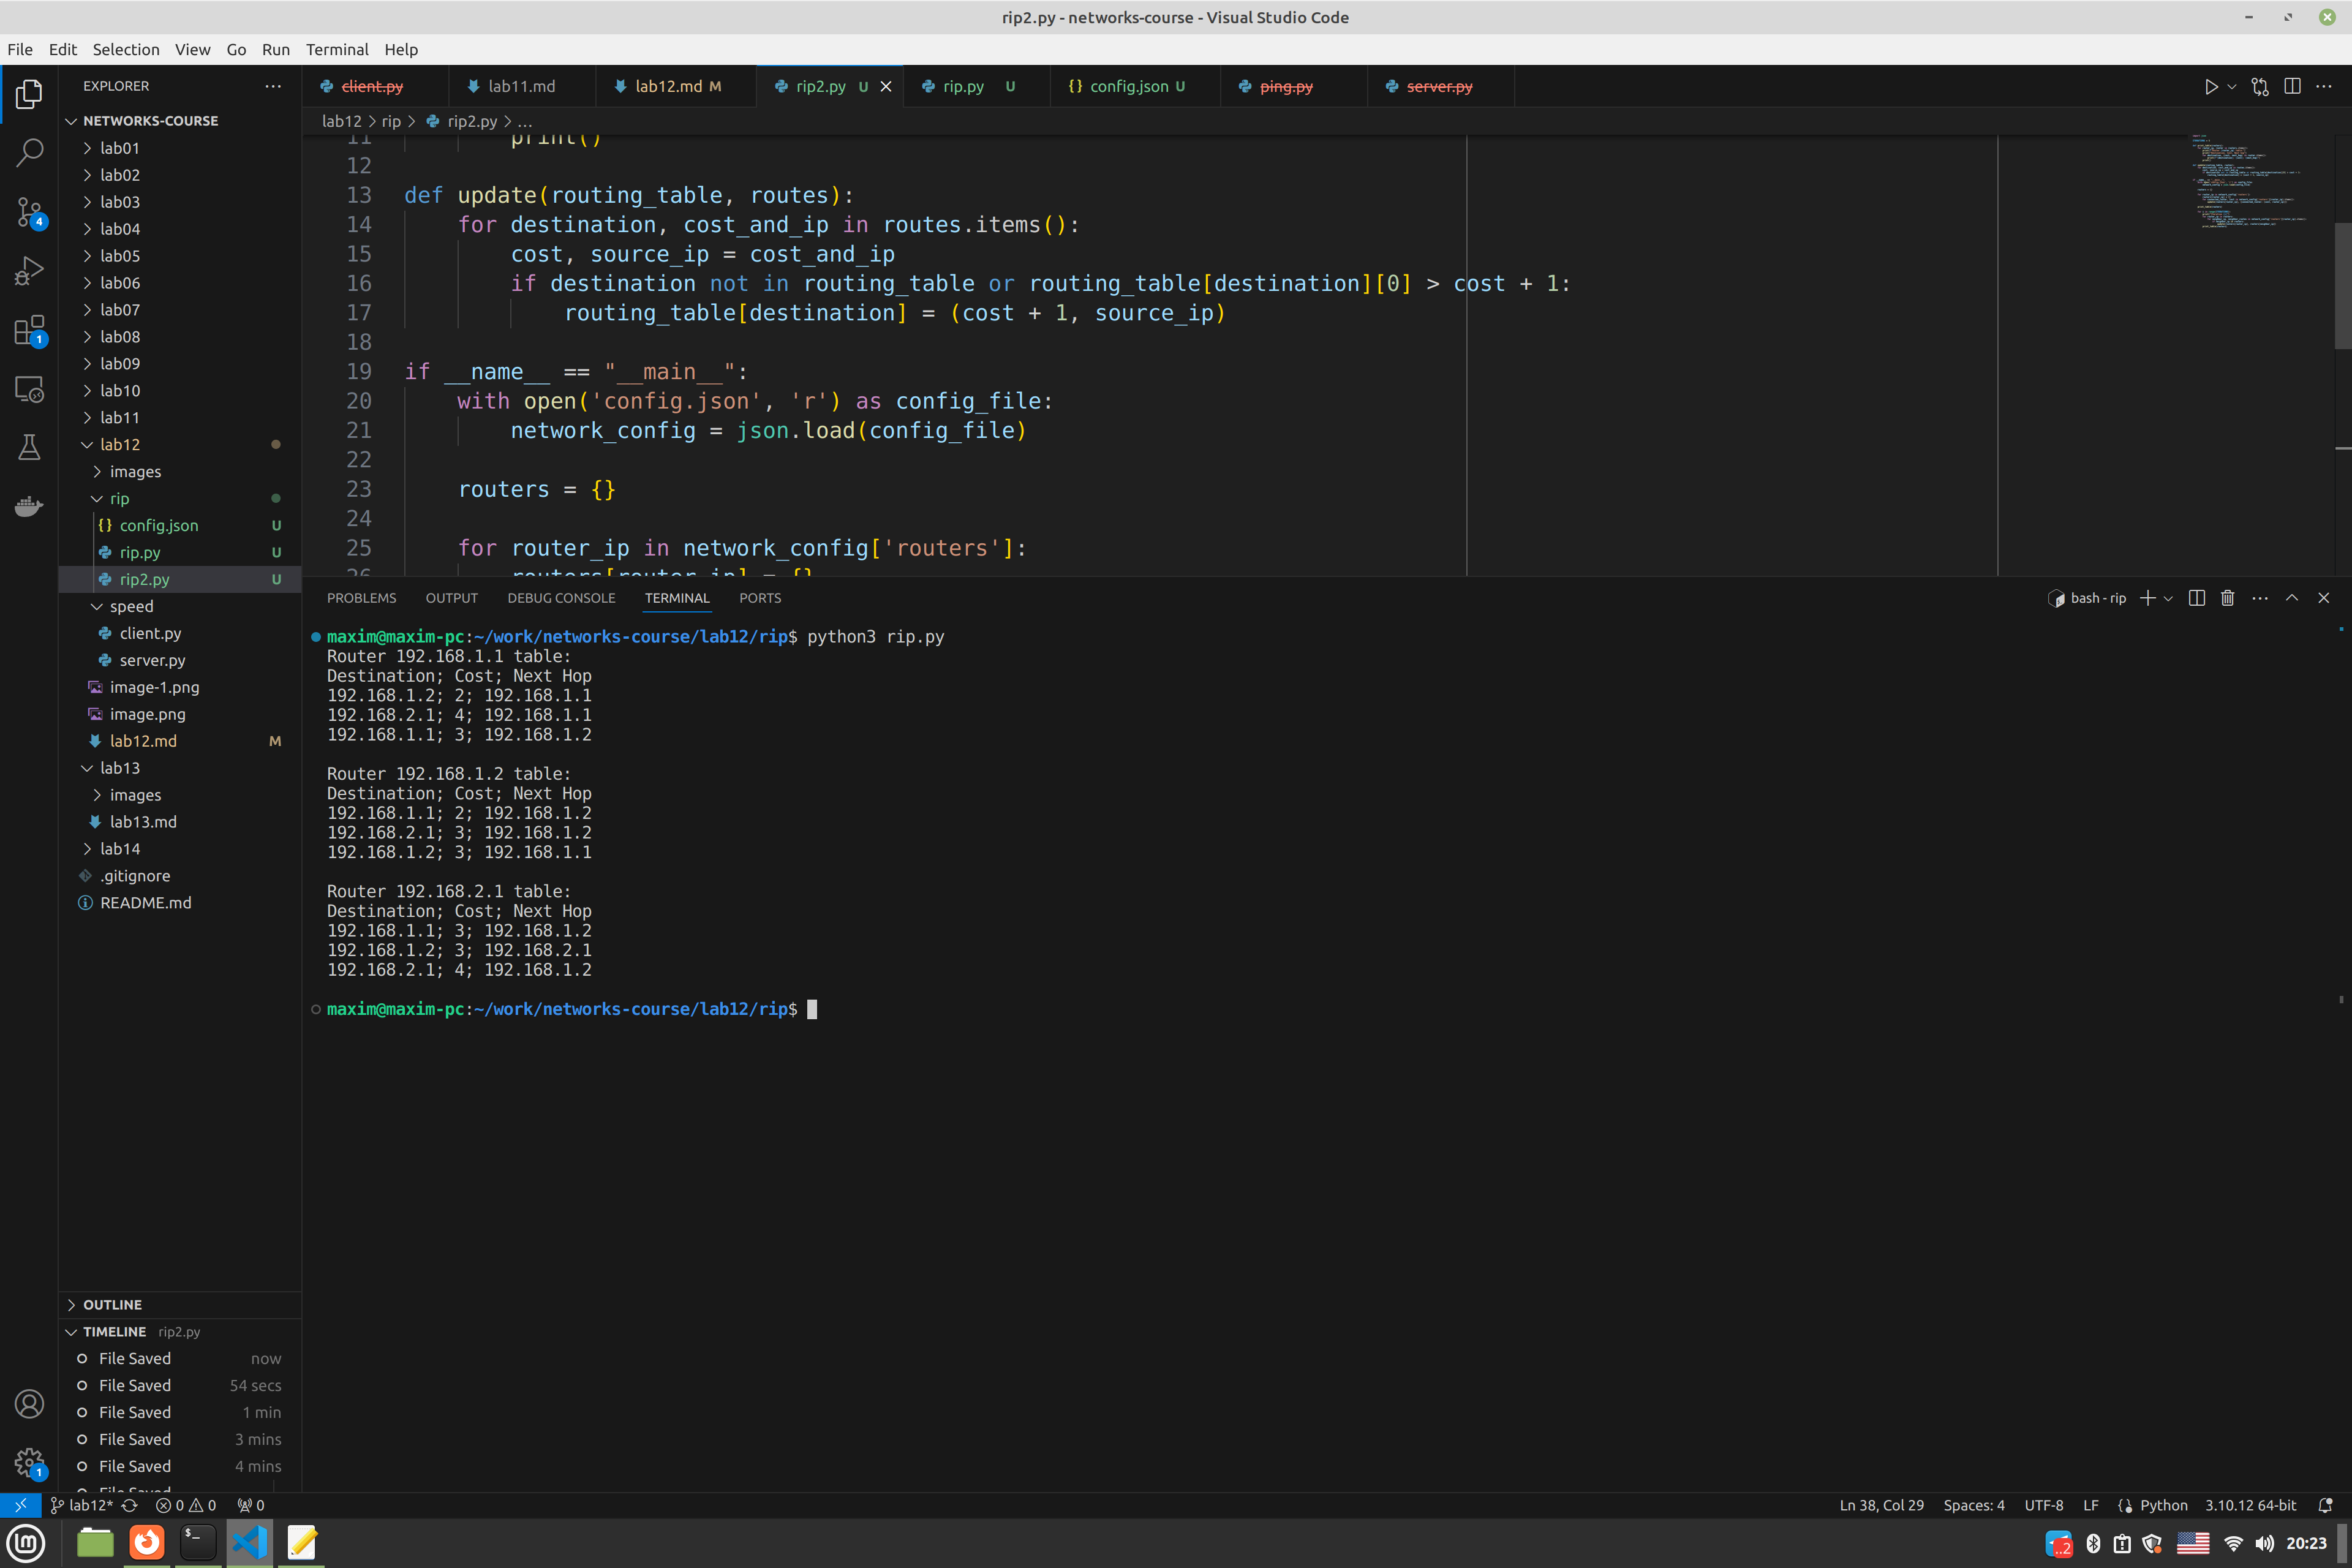 rip2.py - networks-course - Visual Studio Code
File Edit Selection View Go Run Terminal Help
EXPLORER
NETWORKS-COURSE
lab01
lab02
lab03
lab04
lab05
lab06
lab07
lab08
lab09
lab10
lab11
lab12
images
rip
config.json U
rip.py U
rip2.py U
speed
client.py
server.py
image-1.png
image.png
lab12.md M
lab13
images
lab13.md
lab14
.gitignore
README.md
OUTLINE
TIMELINE rip2.py
File Saved now
File Saved 54 secs
File Saved 1 min
File Saved 3 mins
File Saved 4 mins
File Saved
client.py lab11.md lab12.md M rip2.py U rip.py U config.json U ping.py server.py
lab12 > rip > rip2.py > ...
11 print()
12
13 def update(routing_table, routes):
14 for destination, cost_and_ip in routes.items():
15 cost, source_ip = cost_and_ip
16 if destination not in routing_table or routing_table[destination][0] > cost + 1:
17 routing_table[destination] = (cost + 1, source_ip)
18
19 if __name__ == "__main__":
20 with open('config.json', 'r') as config_file:
21 network_config = json.load(config_file)
22
23 routers = {}
24
25 for router_ip in network_config['routers']:
26 routers[router_ip] = {}
PROBLEMS OUTPUT DEBUG CONSOLE TERMINAL PORTS
bash - rip
maxim@maxim-pc:~/work/networks-course/lab12/rip$ python3 rip.py
Router 192.168.1.1 table:
Destination; Cost; Next Hop
192.168.1.2; 2; 192.168.1.1
192.168.2.1; 4; 192.168.1.1
192.168.1.1; 3; 192.168.1.2
Router 192.168.1.2 table:
Destination; Cost; Next Hop
192.168.1.1; 2; 192.168.1.2
192.168.2.1; 3; 192.168.1.2
192.168.1.2; 3; 192.168.1.1
Router 192.168.2.1 table:
Destination; Cost; Next Hop
192.168.1.1; 3; 192.168.1.2
192.168.1.2; 3; 192.168.2.1
192.168.2.1; 4; 192.168.1.2
maxim@maxim-pc:~/work/networks-course/lab12/rip$
lab12* 0 0 0 Ln 38, Col 29 Spaces: 4 UTF-8 LF Python 3.10.12 64-bit
20:23